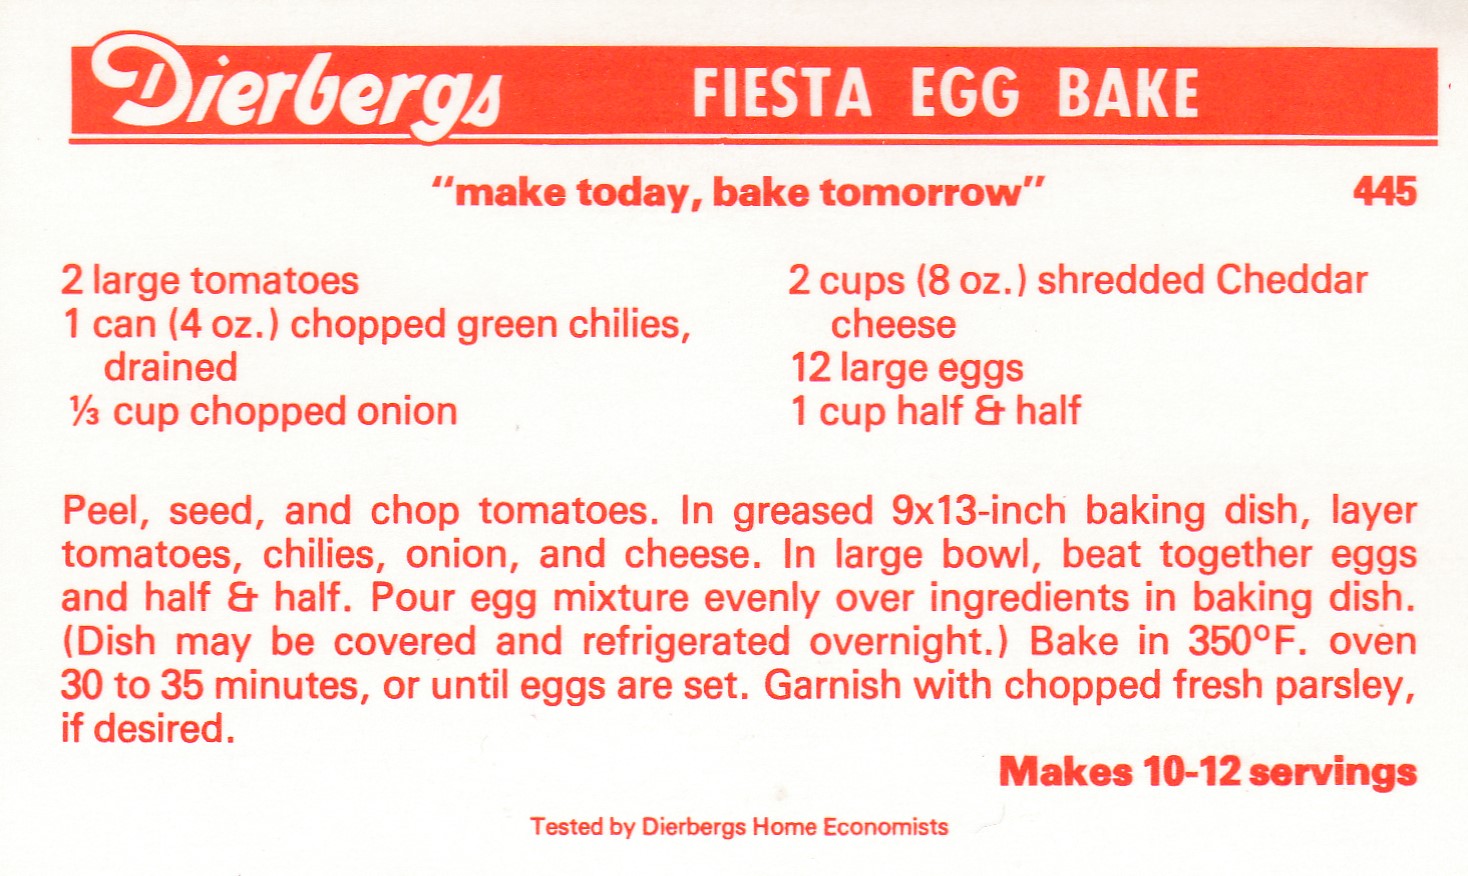 Dierbergs FIESTA EGG BAKE
"make today, bake tomorrow" 445
2 large tomatoes
1 can (4 oz.) chopped green chilies,
drained
⅓ cup chopped onion
2 cups (8 oz.) shredded Cheddar
cheese
12 large eggs
1 cup half & half
Peel, seed, and chop tomatoes. In greased 9x13-inch baking dish, layer
tomatoes, chilies, onion, and cheese. In large bowl, beat together eggs
and half & half. Pour egg mixture evenly over ingredients in baking dish.
(Dish may be covered and refrigerated overnight.) Bake in 350°F. oven
30 to 35 minutes, or until eggs are set. Garnish with chopped fresh parsley,
if desired.
Makes 10-12 servings
Tested by Dierbergs Home Economists